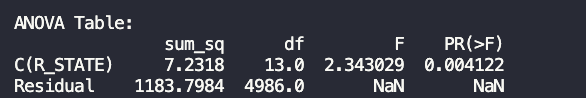 ANOVA Table:
sum_sq df F PR(>F)
C(R_STATE) 7.2318 13.0 2.343029 0.004122
Residual 1183.7984 4986.0 NaN NaN